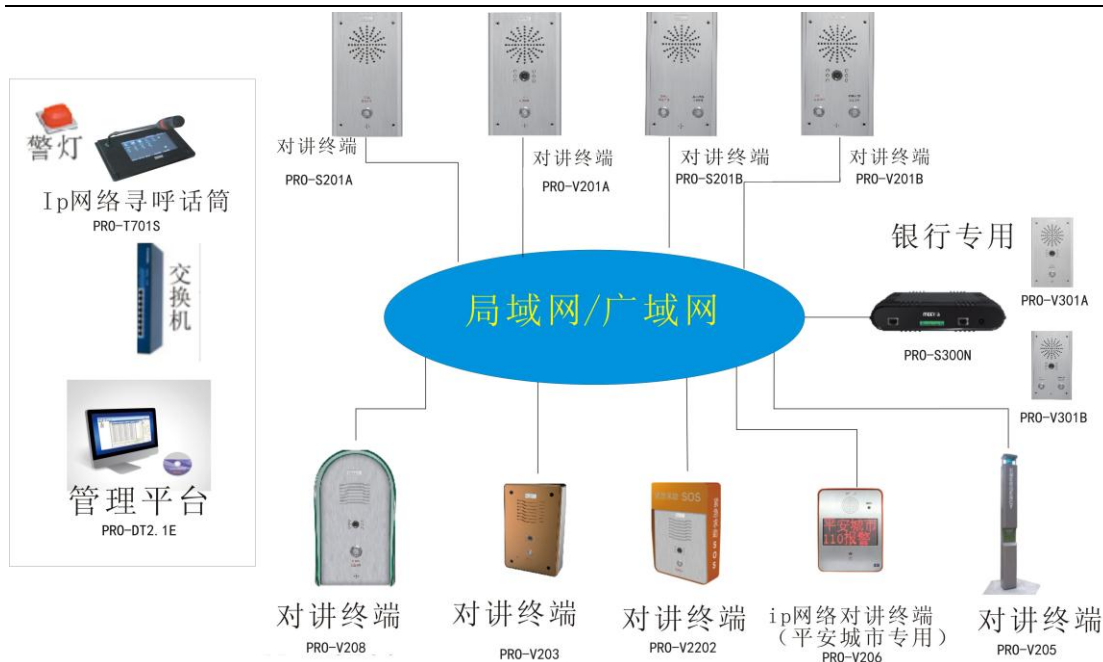 警灯
Ip网络寻呼话筒
PRO-T701S
交换机
管理平台
PRO-DT2.1E
对讲终端
PRO-S201A
对讲终端
PRO-V201A
对讲终端
PRO-S201B
对讲终端
PRO-V201B
局域网/广域网
银行专用
PRO-V301A
PRO-S300N
PRO-V301B
对讲终端
PRO-V208
对讲终端
PRO-V203
SOS
对讲终端
PRO-V2202
平安城市
110报警
ip网络对讲终端
（平安城市专用）
PRO-V206
对讲终端
PRO-V205